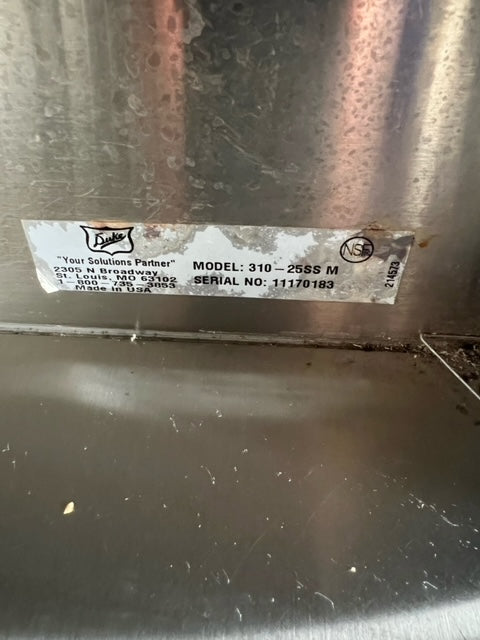 Duke
"Your Solutions Partner"
2305 N Broadway
St. Louis, MO 63102
1-800-735-3853
Made in USA
MODEL: 310-25SS M
SERIAL NO: 11170183
NSF
214573